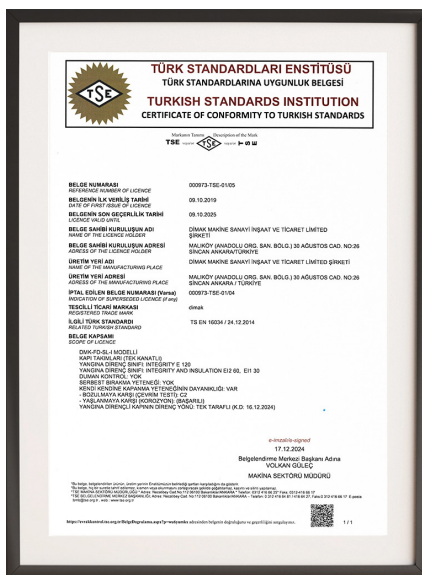 TSE
TÜRK STANDARDLARI ENSTİTÜSÜ
TÜRK STANDARDLARINA UYGUNLUK BELGESİ
TURKISH STANDARDS INSTITUTION
CERTIFICATE OF CONFORMITY TO TURKISH STANDARDS
Markanın Tanımı Description of the Mark
TSE TSE
BELGE NUMARASI 000973-TSE-01/05
REFERENCE NUMBER OF LICENCE
BELGENİN İLK VERİLİŞ TARİHİ 09.10.2019
DATE OF FIRST ISSUE OF LICENCE
BELGENİN SON GEÇERLİLİK TARİHİ 09.10.2025
LICENCE VALID UNTIL
BELGE SAHİBİ KURULUŞUN ADI DİMAK MAKİNE SANAYİ İNŞAAT VE TİCARET LİMİTED
NAME OF THE LICENCE HOLDER ŞİRKETİ
BELGE SAHİBİ KURULUŞUN ADRESİ MALIKÖY (ANADOLU ORG. SAN. BÖLG.) 30 AĞUSTOS CAD. NO:26
ADRESS OF THE LICENCE HOLDER SİNCAN ANKARA/TÜRKİYE
ÜRETİM YERİ ADI DİMAK MAKİNE SANAYİ İNŞAAT VE TİCARET LİMİTED ŞİRKETİ
NAME OF THE MANUFACTURING PLACE
ÜRETİM YERİ ADRESİ MALIKÖY (ANADOLU ORG. SAN. BÖLG.) 30 AĞUSTOS CAD. NO:26
ADRESS OF THE MANUFACTURING PLACE SİNCAN ANKARA / TÜRKİYE
İPTAL EDİLEN BELGE NUMARASI (Varsa) 000973-TSE-01/04
INDICATION OF SUPERSEDED LICENCE (if any)
TESCİLLİ TİCARİ MARKASI dimak
REGISTERED TRADE MARK
İLGİLİ TÜRK STANDARDI TS EN 16034 / 24.12.2014
RELATED TURKISH STANDARD
BELGE KAPSAMI
SCOPE OF LICENCE
DMK-FD-SL-I MODELLİ
KAPI TAKIMLARI (TEK KANATLI)
YANGINA DİRENÇ SINIFI: INTEGRITY E 120
YANGINA DİRENÇ SINIFI: INTEGRITY AND INSULATION EI2 60, EI1 30
DUMAN KONTROL: YOK
SERBEST BIRAKMA YETENEĞİ: YOK
KENDİ KENDİNE KAPANMA YETENEĞİNİN DAYANIKLIĞI: VAR
- BOZULMAYA KARŞI (ÇEVRİM TESTİ): C2
- YAŞLANMAYA KARŞI (KOROZYON): (BAŞARILI)
YANGINA DİRENÇLİ KAPININ DİRENÇ YÖNÜ: TEK TARAFLI (K.D: 16.12.2024)
e-imzalı/e-signed
17.12.2024
Belgelendirme Merkezi Başkanı Adına
VOLKAN GÜLEÇ
MAKİNA SEKTÖRÜ MÜDÜRÜ
1 / 1